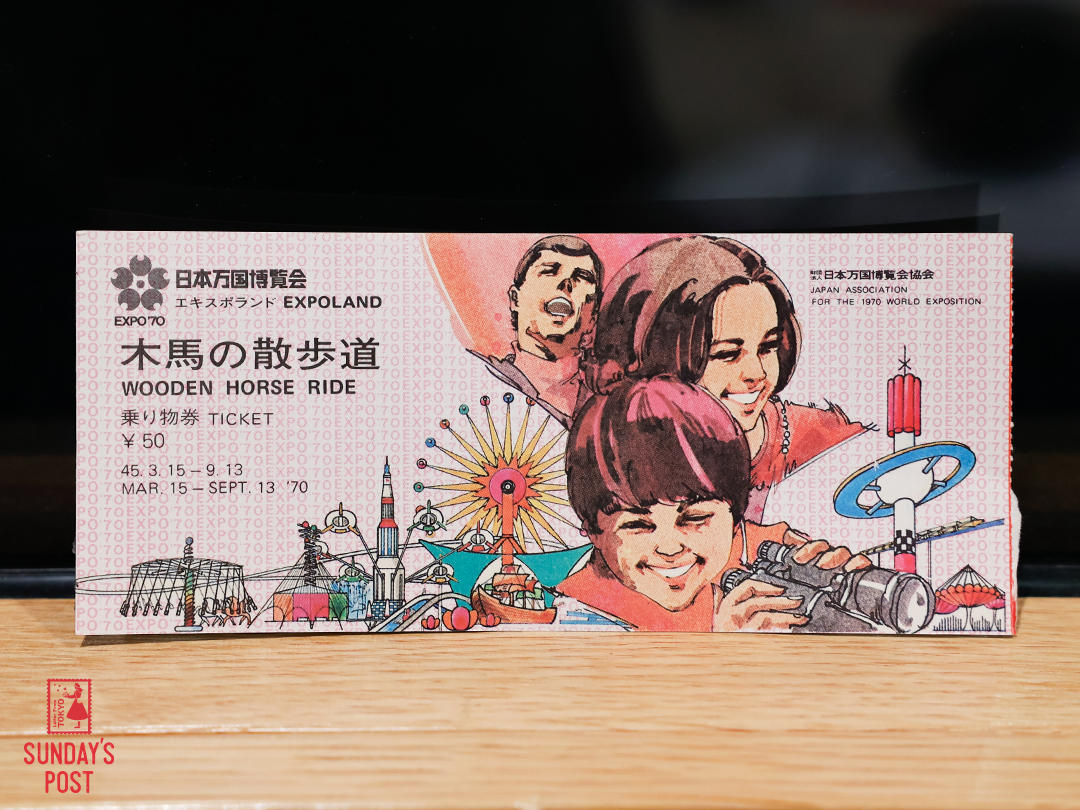 日本万国博覧会
エキスポランド EXPOLAND
EXPO'70
木馬の散歩道
WOODEN HORSE RIDE
乗り物券 TICKET
¥50
45. 3. 15 – 9. 13
MAR. 15 – SEPT. 13 '70
財団法人 日本万国博覧会協会
JAPAN ASSOCIATION
FOR THE 1970 WORLD EXPOSITION
Letter From
TOKYO
SUNDAY'S
POST